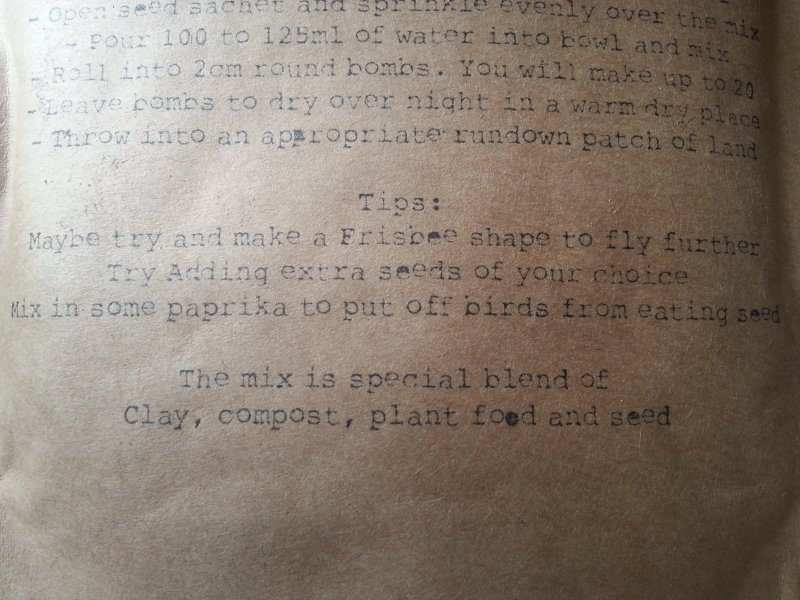 - Open seed sachet and sprinkle evenly over the mix
- Pour 100 to 125ml of water into bowl and mix
- Roll into 2cm round bombs. You will make up to 20
- Leave bombs to dry over night in a warm dry place
- Throw into an appropriate rundown patch of land
Tips:
Maybe try and make a Frisbee shape to fly further
Try Adding extra seeds of your choice
Mix in some paprika to put off birds from eating seed
The mix is special blend of
Clay, compost, plant food and seed